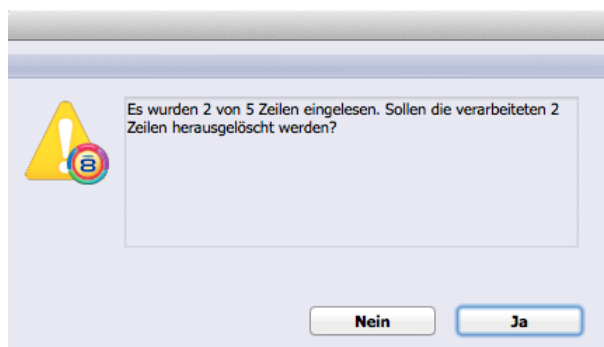 Es wurden 2 von 5 Zeilen eingelesen. Sollen die verarbeiteten 2
Zeilen herausgelöscht werden?
Nein
Ja